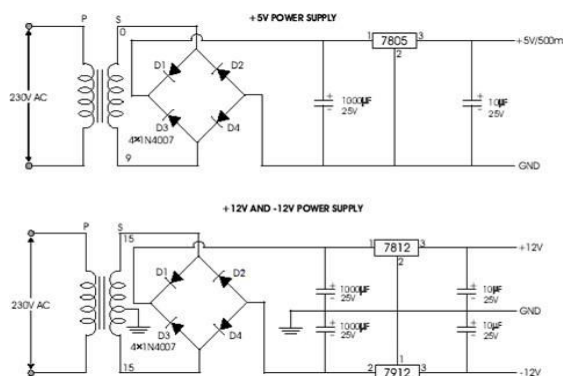 +5V POWER SUPPLY
P S
0
1 7805 3
+5V/500m
2
D1 D2
230V AC
1000µF
25V
10µF
25V
D3 D4
4×1N4007
9
GND
+12V AND -12V POWER SUPPLY
P S
15
1 7812 3
+12V
2
D1 D2
1000µF
25V
10µF
25V
230V AC
GND
D3 D4
1000µF
25V
10µF
25V
4×1N4007
15
1
2 7912 3
-12V